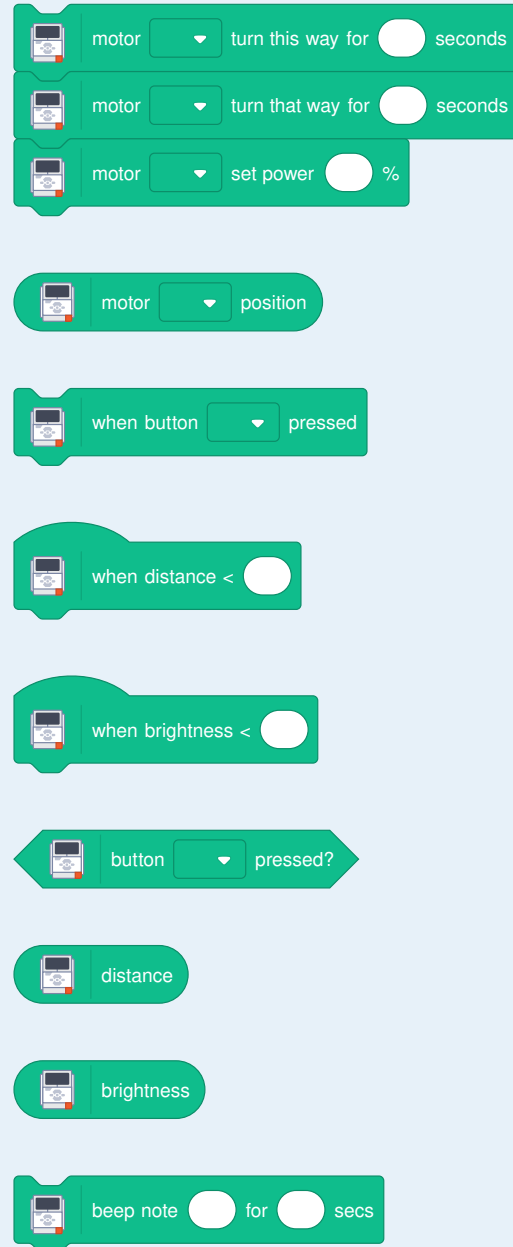 motor turn this way for seconds
motor turn that way for seconds
motor set power %
motor position
when button pressed
when distance <
when brightness <
button pressed?
distance
brightness
beep note for secs